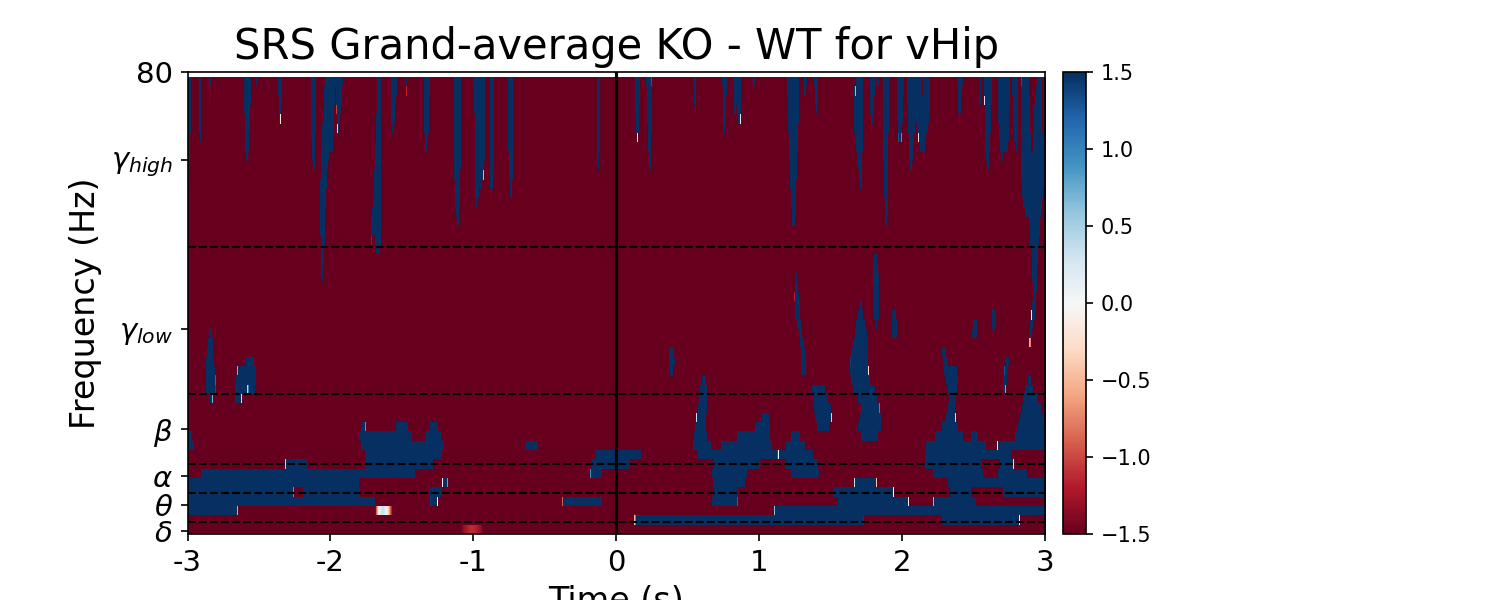 SRS Grand-average KO - WT for vHip
Frequency (Hz)
80
γhigh
γlow
β
α
θ
δ
-3 -2 -1 0 1 2 3
Time (s)
1.5
1.0
0.5
0.0
−0.5
−1.0
−1.5